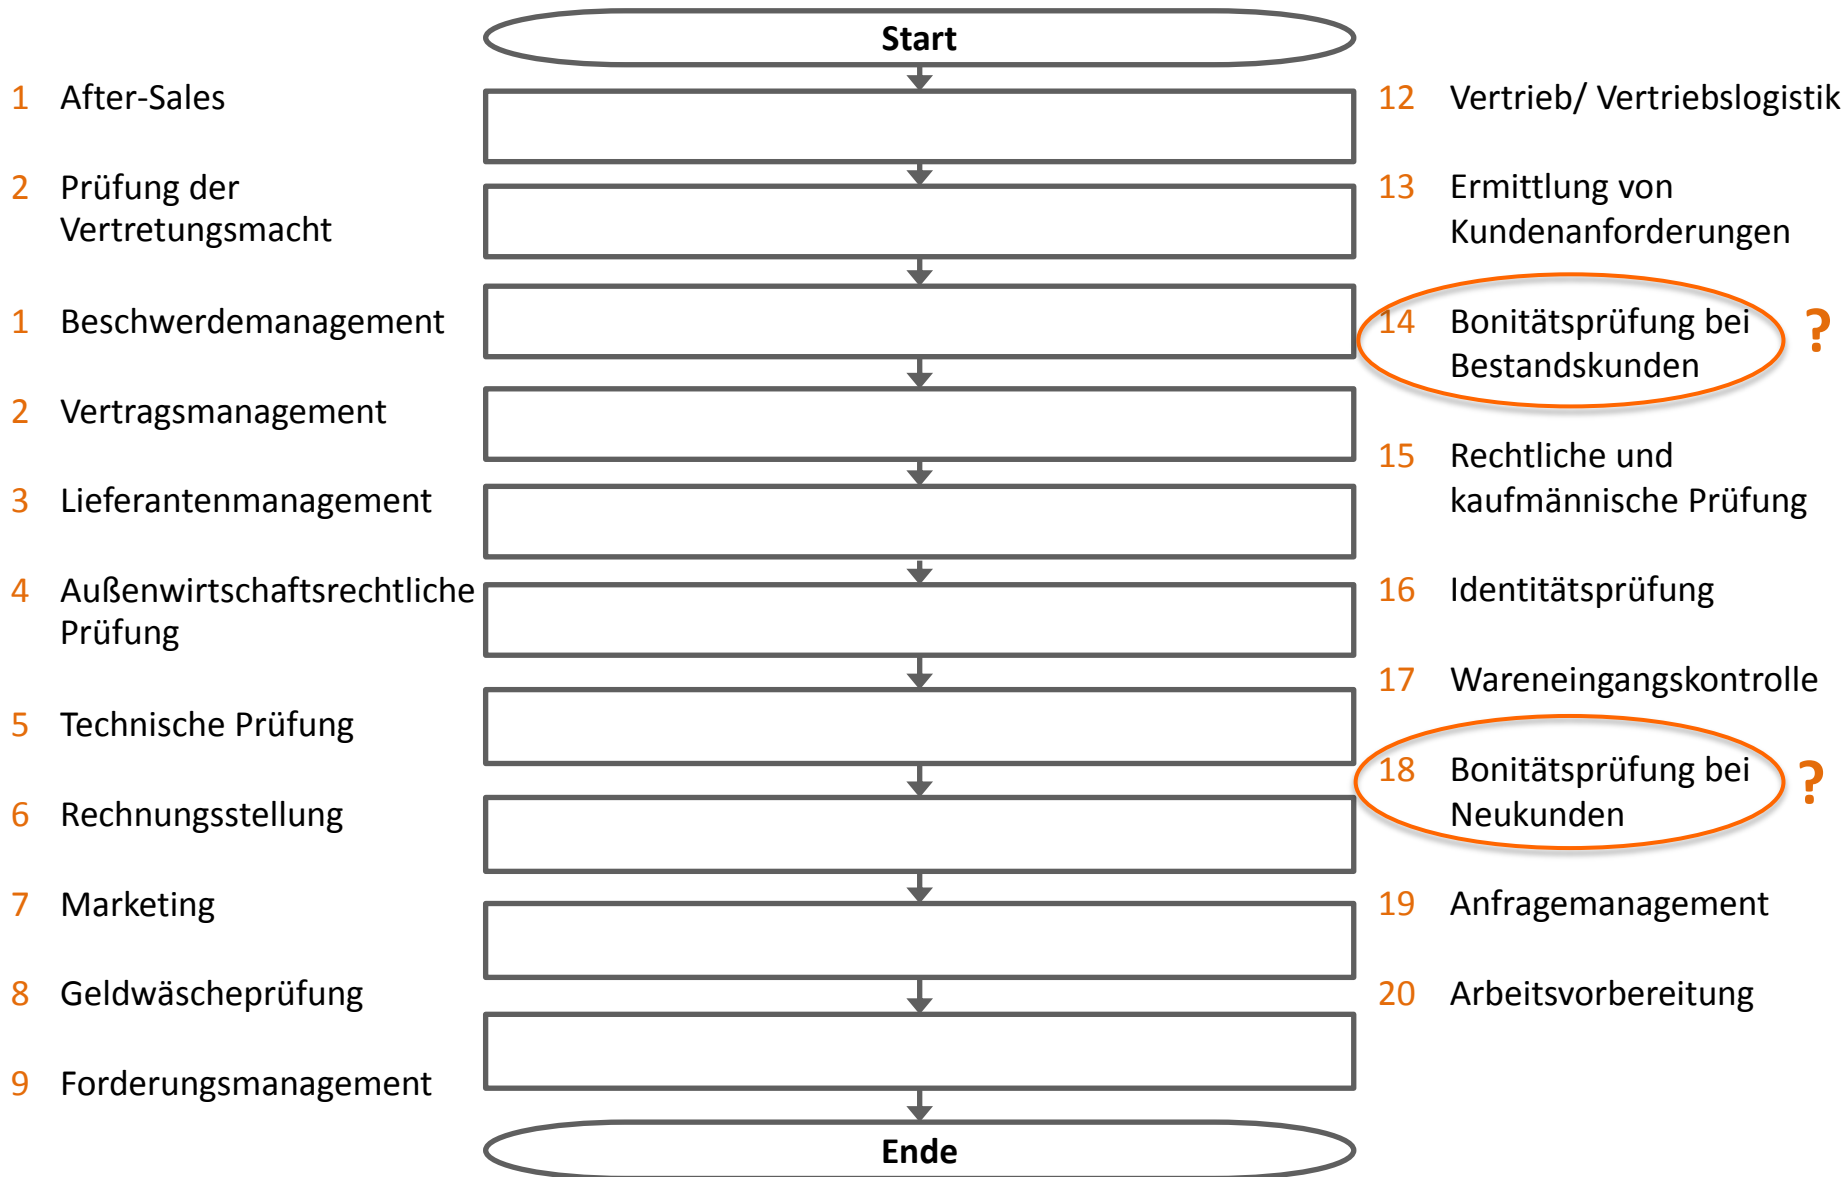 Start
1 After-Sales
2 Prüfung der
Vertretungsmacht
1 Beschwerdemanagement
2 Vertragsmanagement
3 Lieferantenmanagement
4 Außenwirtschaftsrechtliche
Prüfung
5 Technische Prüfung
6 Rechnungsstellung
7 Marketing
8 Geldwäscheprüfung
9 Forderungsmanagement
12 Vertrieb/ Vertriebslogistik
13 Ermittlung von
Kundenanforderungen
14 Bonitätsprüfung bei
Bestandskunden
?
15 Rechtliche und
kaufmännische Prüfung
16 Identitätsprüfung
17 Wareneingangskontrolle
18 Bonitätsprüfung bei
Neukunden
?
19 Anfragemanagement
20 Arbeitsvorbereitung
Ende